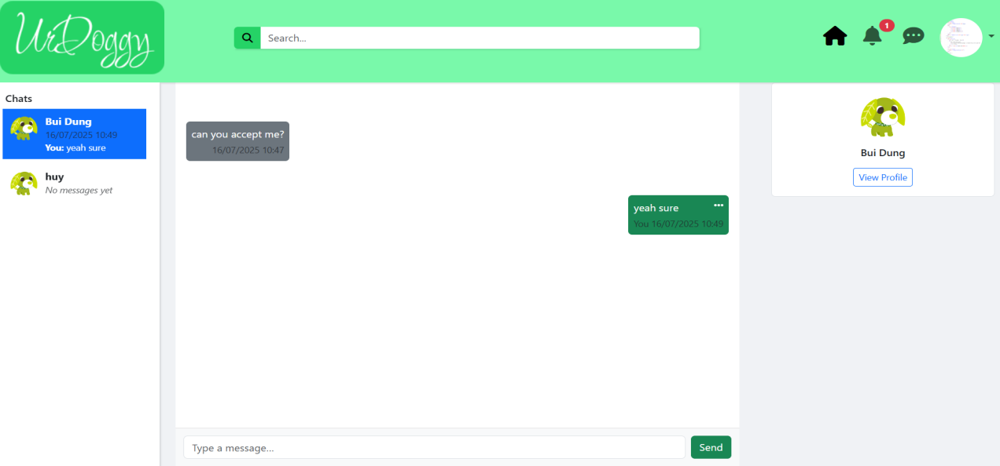 UrDoggy
Search...
1
Chats
Bui Dung
16/07/2025 10:49
You: yeah sure
huy
No messages yet
can you accept me?
16/07/2025 10:47
yeah sure
You 16/07/2025 10:49
Type a message...
Send
Bui Dung
View Profile